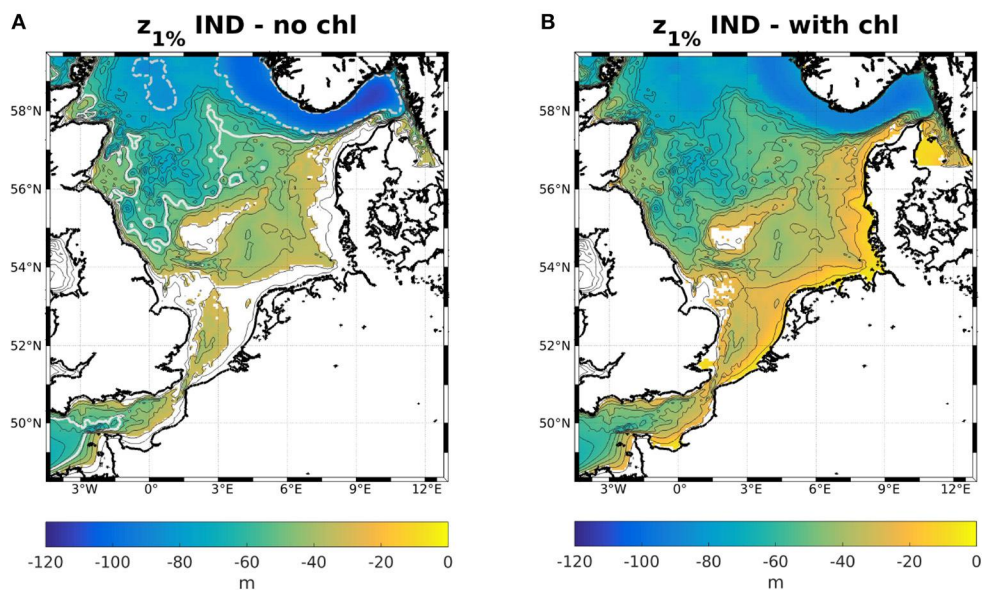 A
z1% IND - no chl
58°N
56°N
54°N
52°N
50°N
3°W 0° 3°E 6°E 9°E 12°E
-120 -100 -80 -60 -40 -20 0
m
B
z1% IND - with chl
58°N
56°N
54°N
52°N
50°N
3°W 0° 3°E 6°E 9°E 12°E
-120 -100 -80 -60 -40 -20 0
m